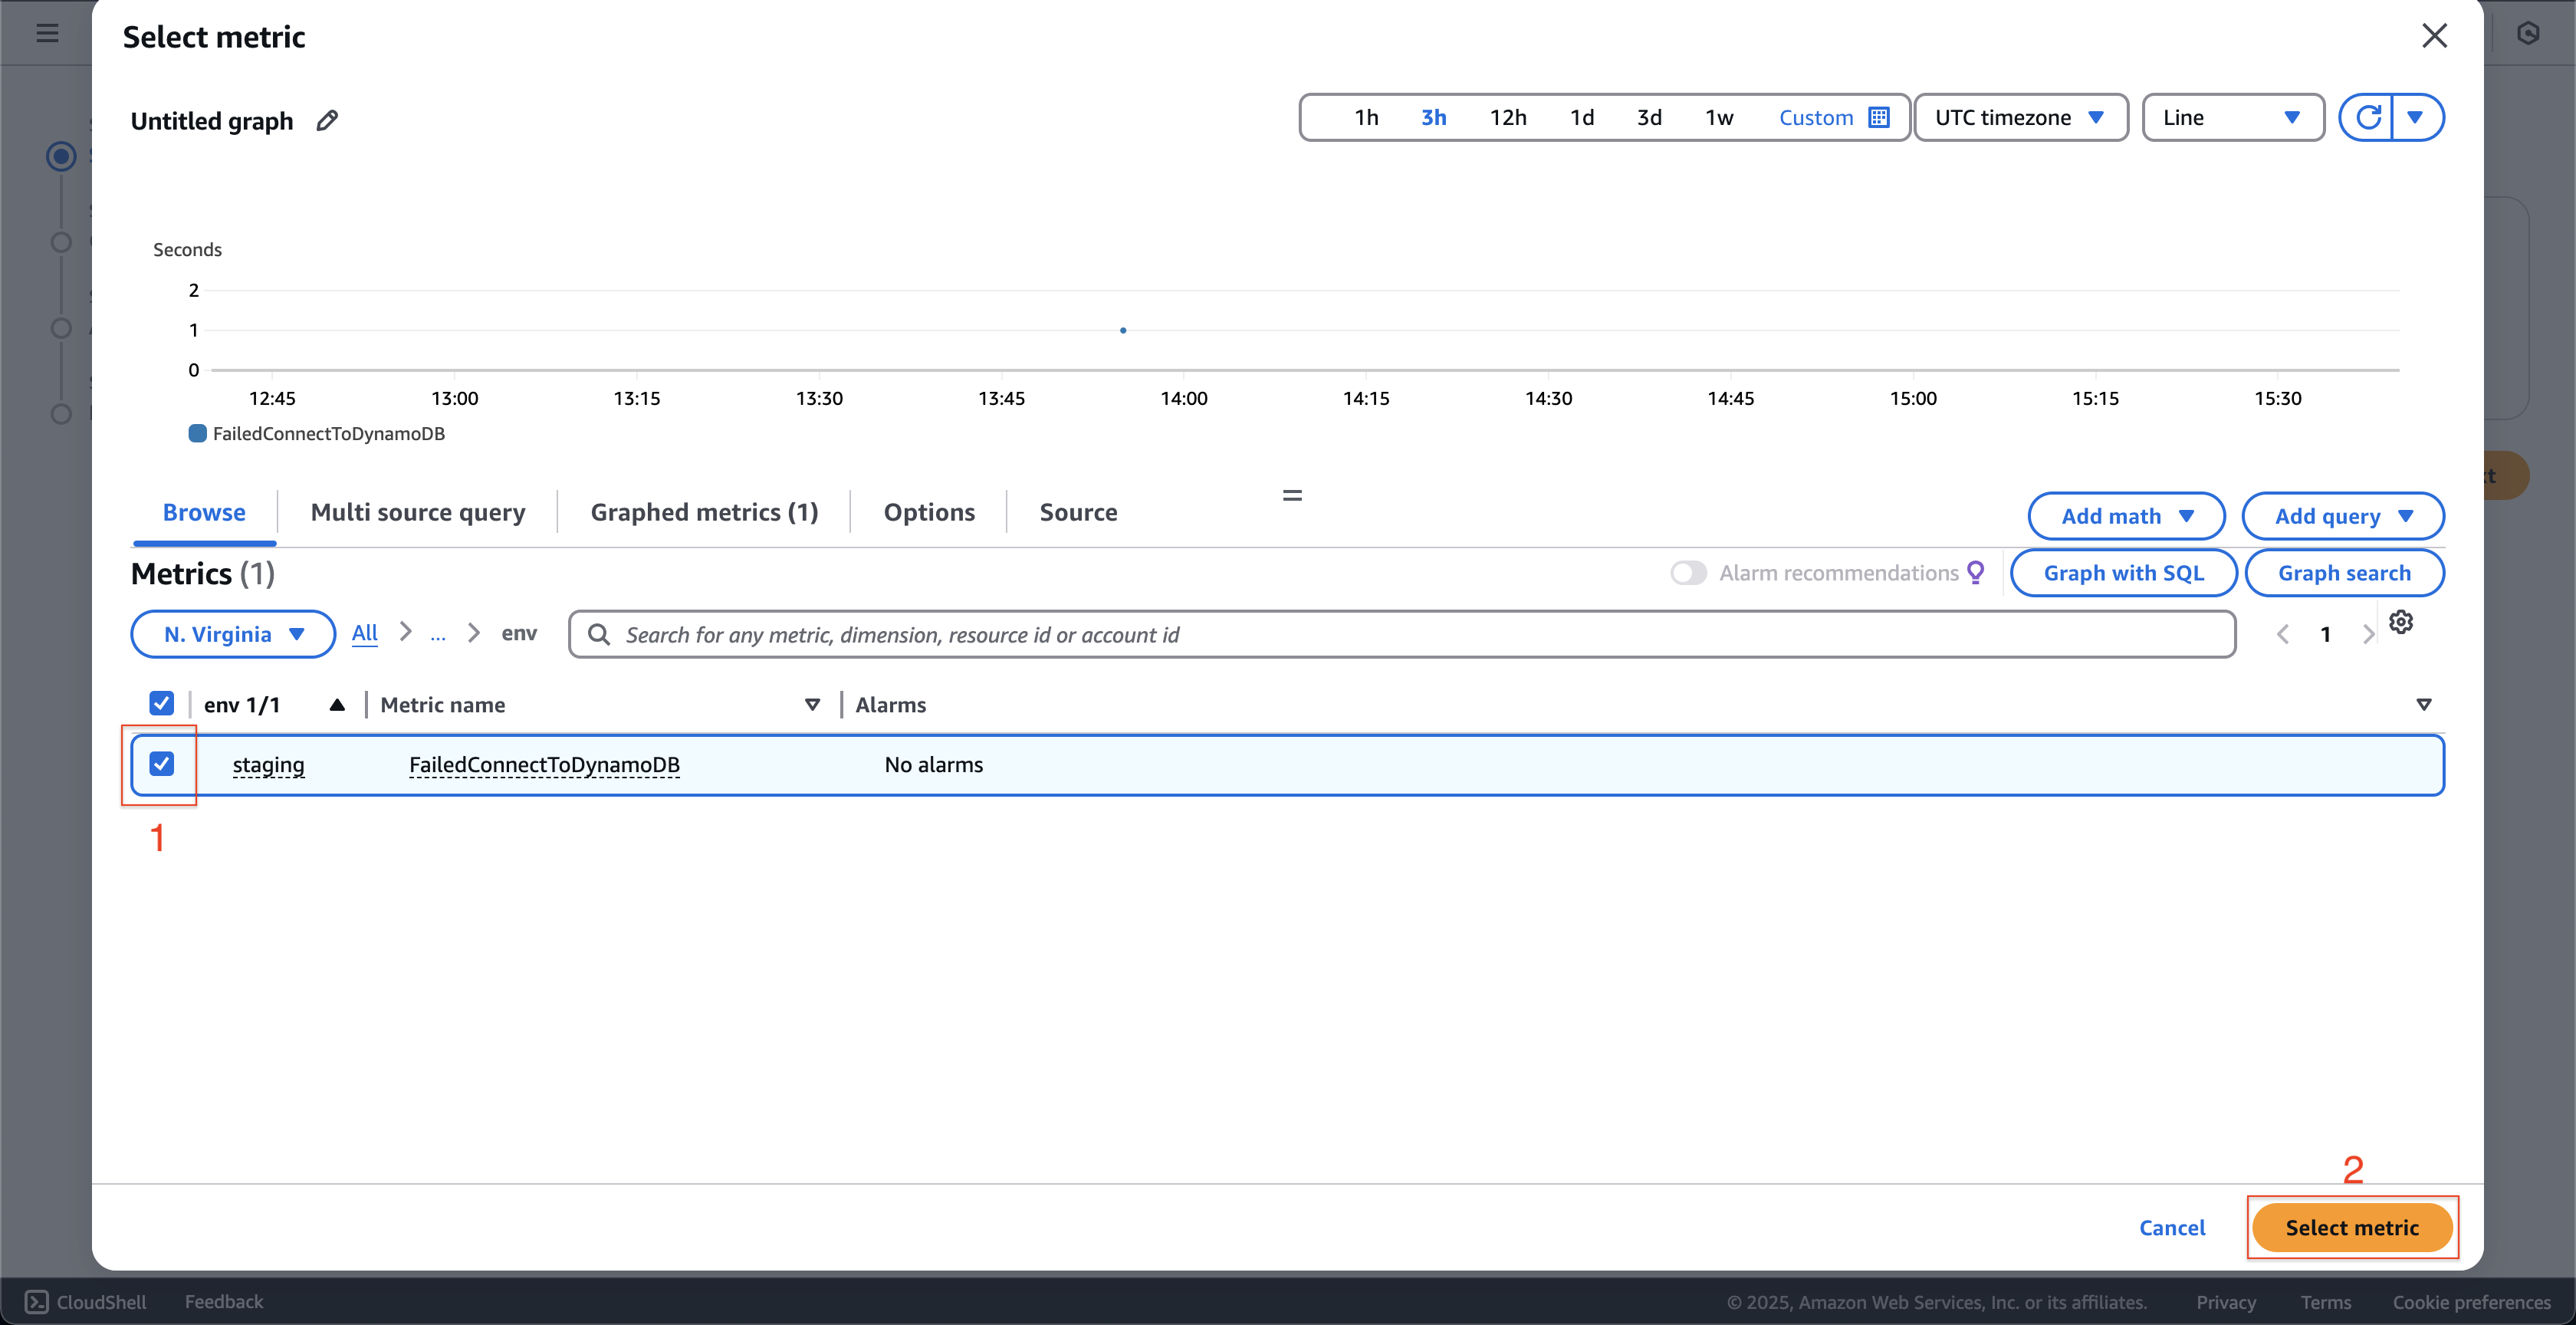 Select metric
Untitled graph
1h 3h 12h 1d 3d 1w Custom UTC timezone Line
Seconds
2
1
0
12:45 13:00 13:15 13:30 13:45 14:00 14:15 14:30 14:45 15:00 15:15 15:30
FailedConnectToDynamoDB
Browse Multi source query Graphed metrics (1) Options Source Add math Add query
Metrics (1) Alarm recommendations Graph with SQL Graph search
N. Virginia All ... env Search for any metric, dimension, resource id or account id 1
env 1/1 Metric name Alarms
staging FailedConnectToDynamoDB No alarms
1
2
Cancel Select metric
CloudShell Feedback © 2025, Amazon Web Services, Inc. or its affiliates. Privacy Terms Cookie preferences